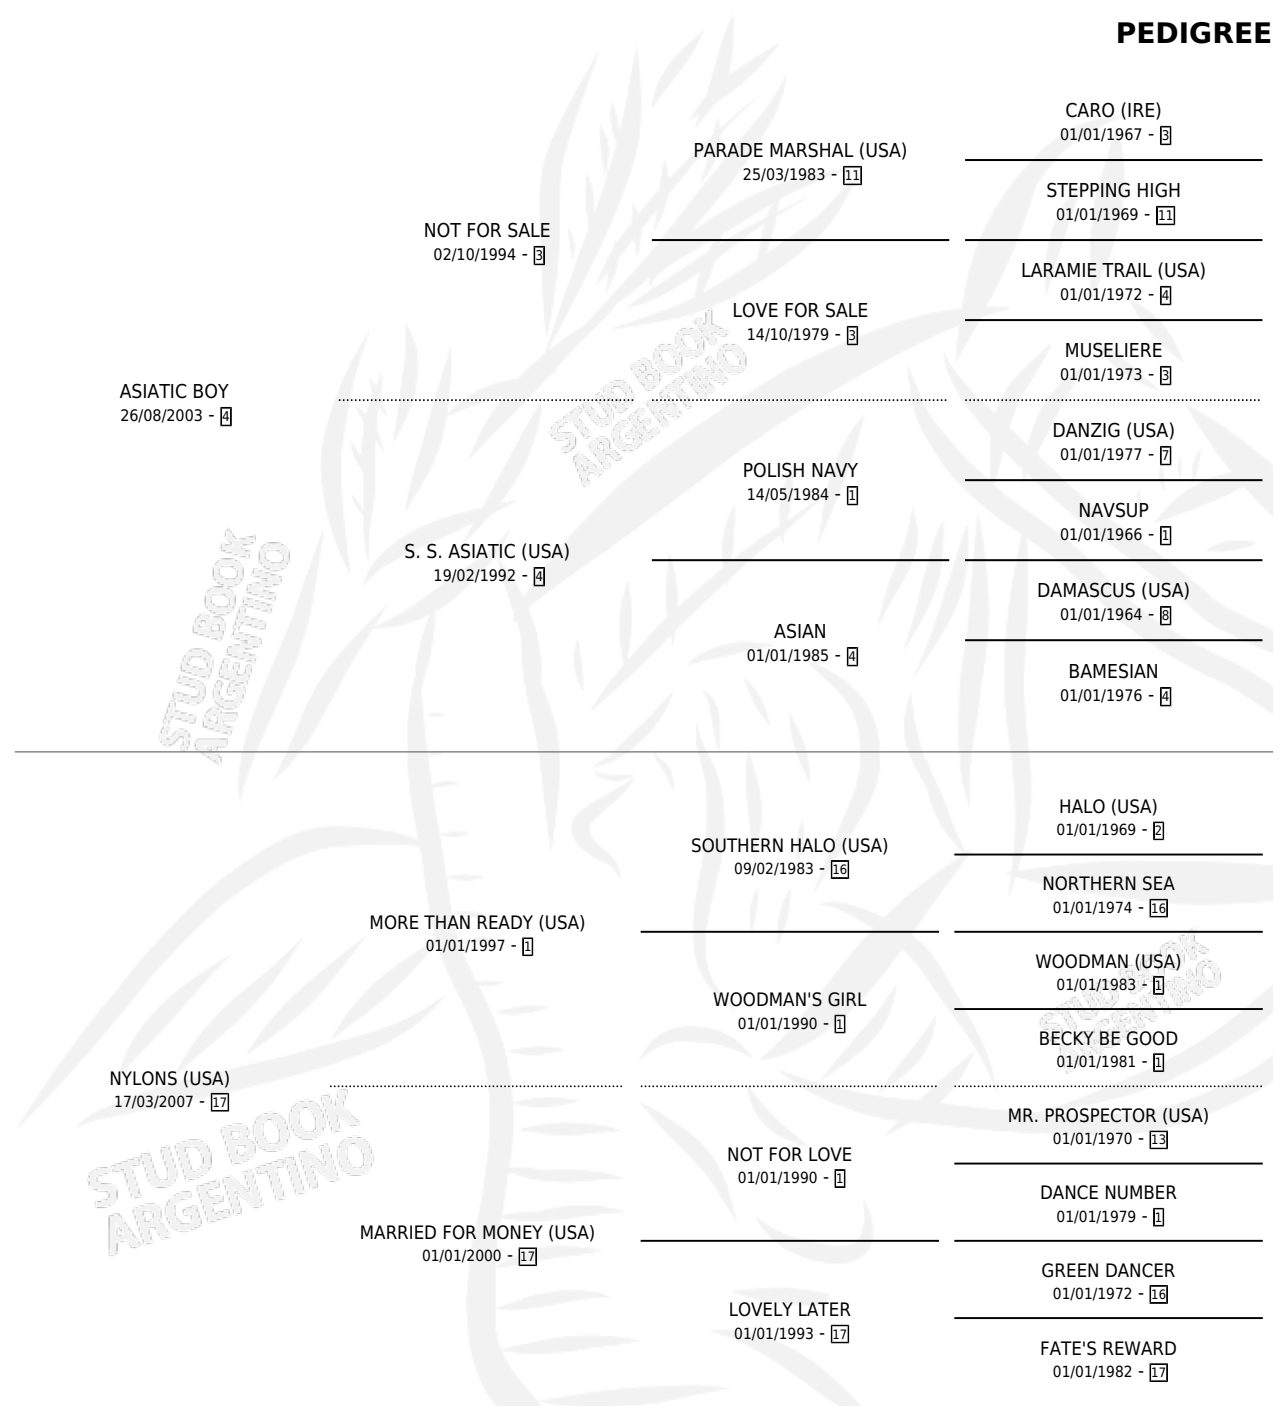 PEDIGREE
CARO (IRE)
01/01/1967 - 3
PARADE MARSHAL (USA)
25/03/1983 - 11
STEPPING HIGH
01/01/1969 - 11
NOT FOR SALE
02/10/1994 - 3
LARAMIE TRAIL (USA)
01/01/1972 - 4
LOVE FOR SALE
14/10/1979 - 3
MUSELIERE
01/01/1973 - 3
ASIATIC BOY
26/08/2003 - 4
STUD BOOK
ARGENTINO
DANZIG (USA)
01/01/1977 - 7
POLISH NAVY
14/05/1984 - 1
NAVSUP
01/01/1966 - 1
S. S. ASIATIC (USA)
19/02/1992 - 4
DAMASCUS (USA)
01/01/1964 - 8
ASIAN
01/01/1985 - 4
BAMESIAN
01/01/1976 - 4
STUD BOOK
ARGENTINO
HALO (USA)
01/01/1969 - 2
SOUTHERN HALO (USA)
09/02/1983 - 16
NORTHERN SEA
01/01/1974 - 16
MORE THAN READY (USA)
01/01/1997 - 1
WOODMAN (USA)
01/01/1983 - 1
WOODMAN'S GIRL
01/01/1990 - 1
STUD BOOK
ARGENTINO
BECKY BE GOOD
01/01/1981 - 1
NYLONS (USA)
17/03/2007 - 17
MR. PROSPECTOR (USA)
01/01/1970 - 13
NOT FOR LOVE
01/01/1990 - 1
STUD BOOK
ARGENTINO
DANCE NUMBER
01/01/1979 - 1
MARRIED FOR MONEY (USA)
01/01/2000 - 17
GREEN DANCER
01/01/1972 - 16
LOVELY LATER
01/01/1993 - 17
FATE'S REWARD
01/01/1982 - 17